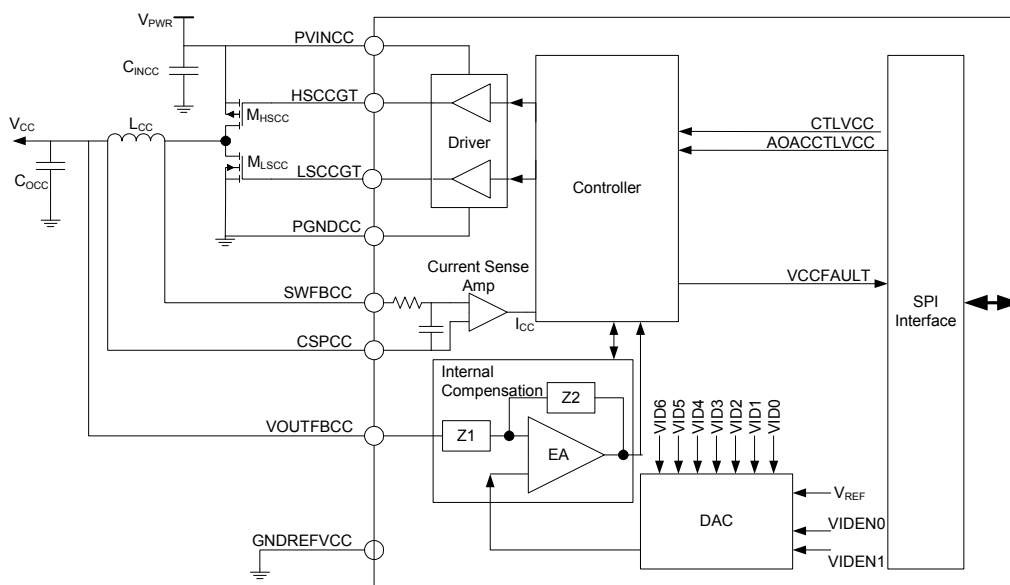 VPWR
PVINCC
CINCC
HSCCGT
MHSCC
VCC
LCC
Driver
CTLVCC
AOACCTLVCC
MLSCC
LSCCGT
COCC
Controller
PGNDCC
Current Sense
Amp
VCCFAULT
SWFBCC
ICC
SPI
Interface
CSPCC
Internal
Compensation
Z2
VID6
VID5
VID4
VID3
VID2
VID1
VID0
VOUTFBCC
Z1
EA
VREF
DAC
VIDEN0
GNDREFVCC
VIDEN1